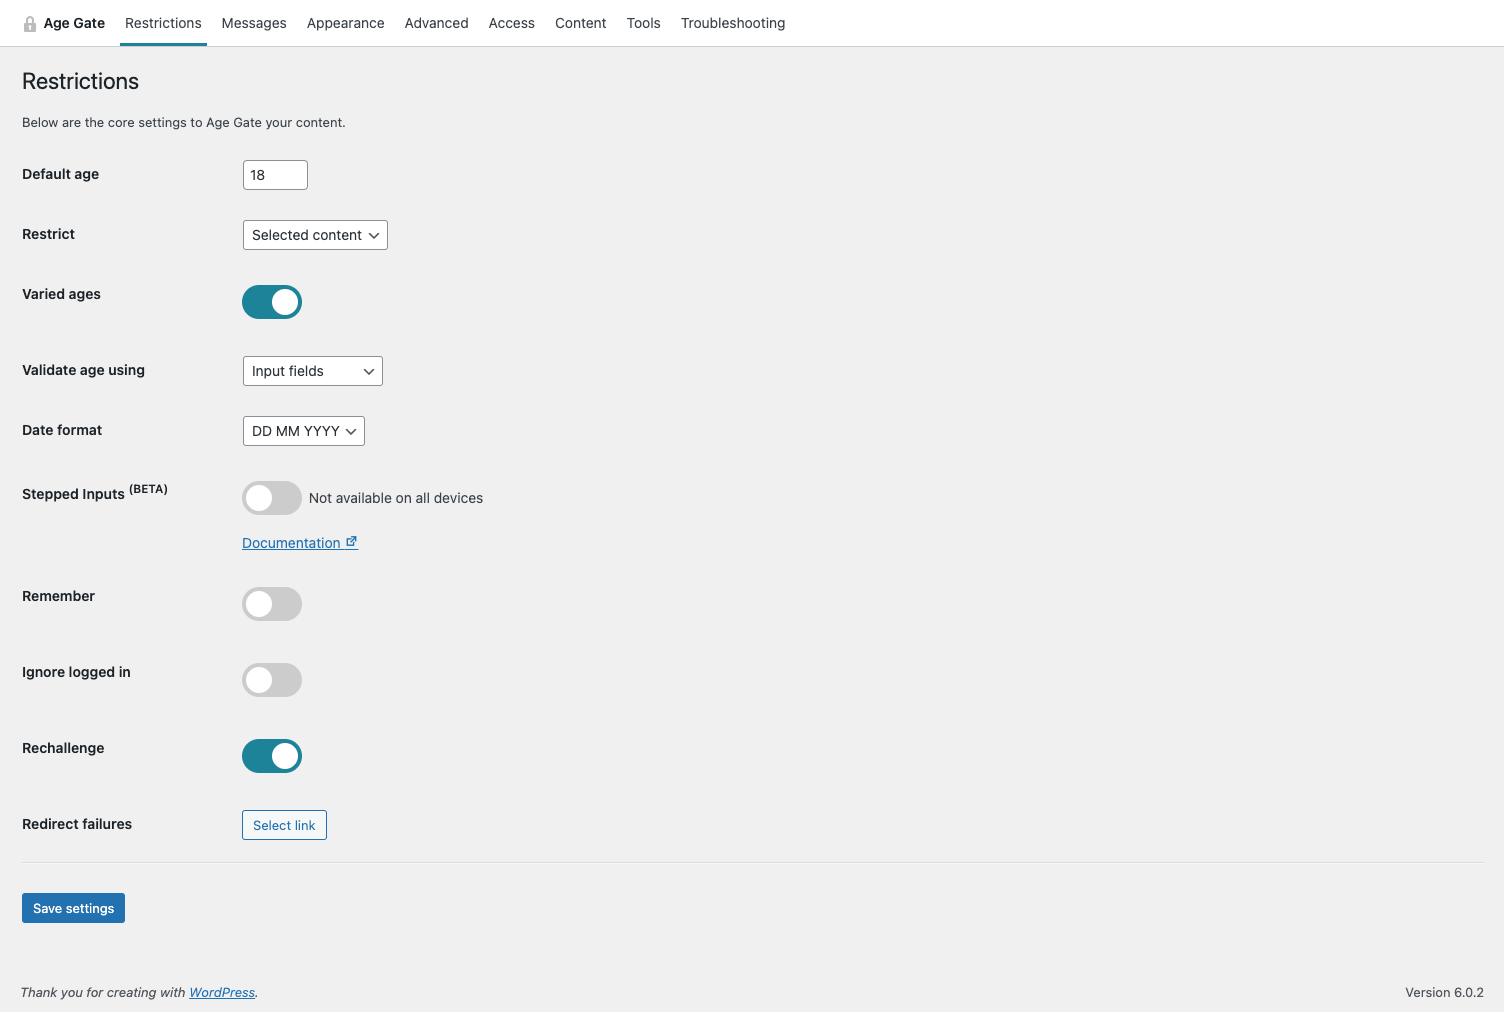 Age Gate Restrictions Messages Appearance Advanced Access Content Tools Troubleshooting
Restrictions
Below are the core settings to Age Gate your content.
Default age 18
Restrict Selected content
Varied ages
Validate age using Input fields
Date format DD MM YYYY
Stepped Inputs (BETA) Not available on all devices
Documentation
Remember
Ignore logged in
Rechallenge
Redirect failures Select link
Save settings
Thank you for creating with WordPress. Version 6.0.2